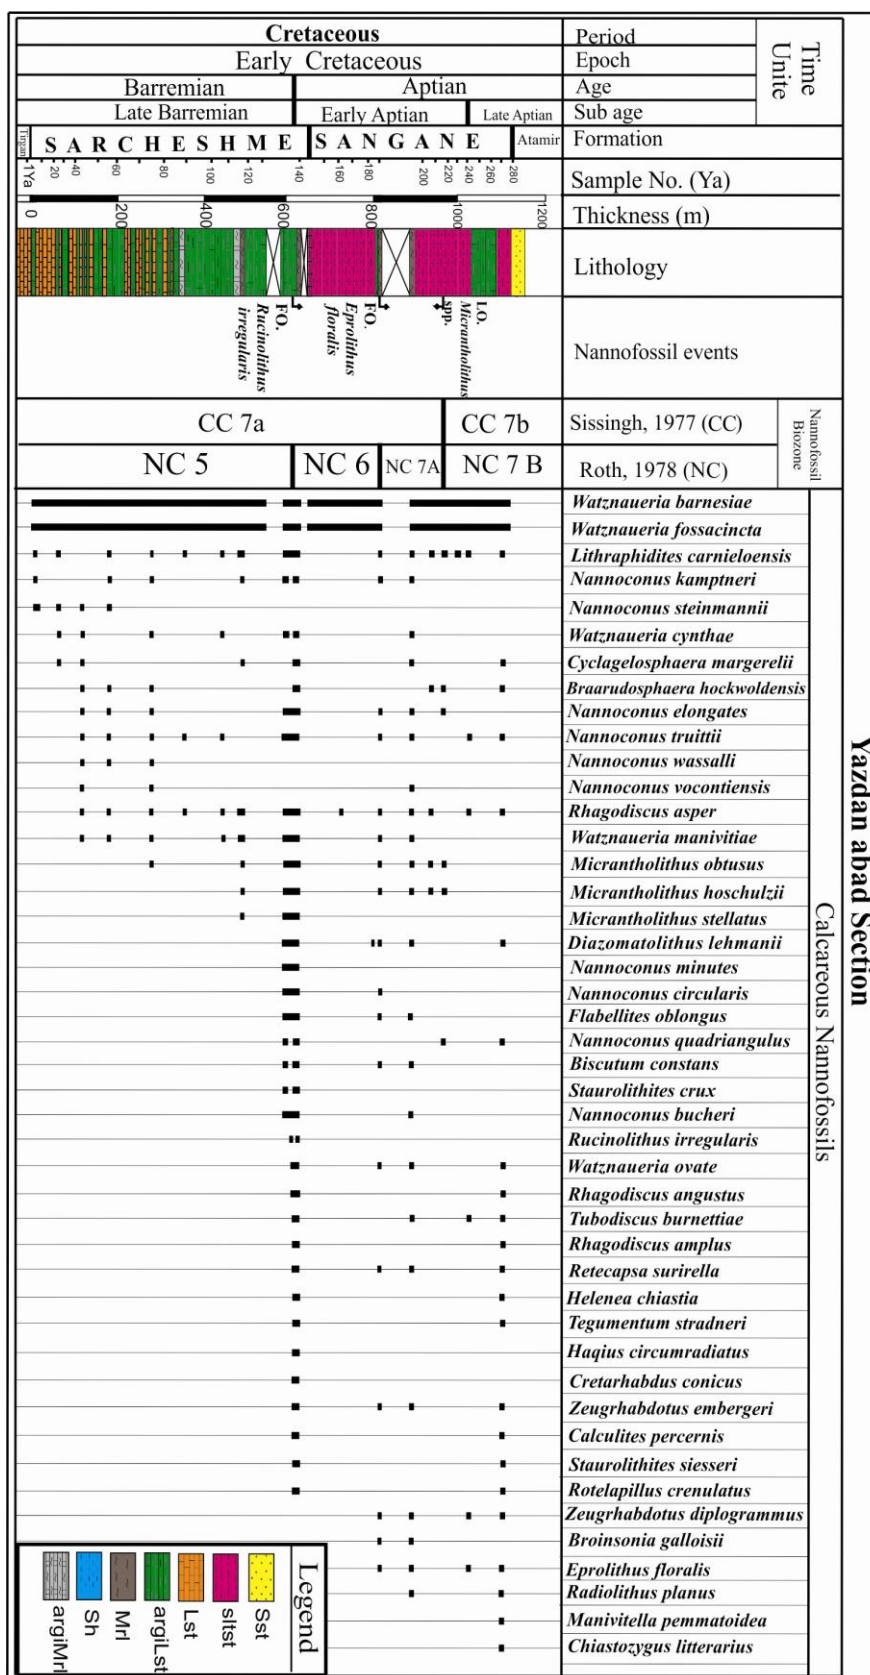 Cretaceous
Period
Early Cretaceous
Epoch
Barremian
Aptian
Age
Late Barremian
Early Aptian
Late Aptian
Sub age
Time
Unite
Tirgan
SARCHESHME
SANGANE
Atamir
Formation
1Ya
20
40
60
80
100
120
140
160
180
200
220
240
260
280
Sample No. (Ya)
0
200
400
600
800
1000
1200
Thickness (m)
Lithology
FO.
Rucinolithus
irregularis
FO.
Eprolithus
floralis
LO.
Micrantholithus
spp.
Nannofossil events
CC 7a
CC 7b
Sissingh, 1977 (CC)
NC 5
NC 6
NC 7A
NC 7 B
Roth, 1978 (NC)
Nannofossil
Biozone
Watznaueria barnesiae
Watznaueria fossacincta
Lithraphidites carnieloensis
Nannoconus kamptneri
Nannoconus steinmannii
Watznaueria cynthae
Cyclagelosphaera margerelii
Braarudosphaera hockwoldensis
Nannoconus elongates
Nannoconus truittii
Nannoconus wassalli
Nannoconus vocontiensis
Rhagodiscus asper
Watznaueria manivitiae
Micrantholithus obtusus
Micrantholithus hoschulzii
Micrantholithus stellatus
Diazomatolithus lehmanii
Nannoconus minutes
Nannoconus circularis
Flabellites oblongus
Nannoconus quadriangulus
Biscutum constans
Staurolithites crux
Nannoconus bucheri
Rucinolithus irregularis
Watznaueria ovate
Rhagodiscus angustus
Tubodiscus burnettiae
Rhagodiscus amplus
Retecapsa surirella
Helenea chiastia
Tegumentum stradneri
Haqius circumradiatus
Cretarhabdus conicus
Zeugrhabdotus embergeri
Calculites percernis
Staurolithites siesseri
Rotelapillus crenulatus
Zeugrhabdotus diplogrammus
Broinsonia galloisii
Eprolithus floralis
Radiolithus planus
Manivitella pemmatoidea
Chiastozygus litterarius
Calcareous Nannofossils
Yazdan abad Section
Legend
Sst
sltst
Lst
argiLst
Mrl
Sh
argiMrl